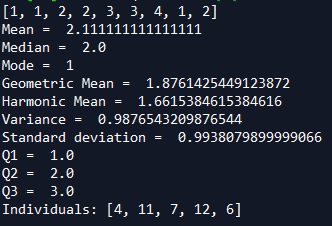 [1, 1, 2, 2, 3, 3, 4, 1, 2]
Mean =  2.111111111111111
Median =  2.0
Mode =  1
Geometric Mean =  1.8761425449123872
Harmonic Mean =  1.6615384615384616
Variance =  0.9876543209876544
Standard deviation =  0.9938079899999066
Q1 =  1.0
Q2 =  2.0
Q3 =  3.0
Individuals: [4, 11, 7, 12, 6]